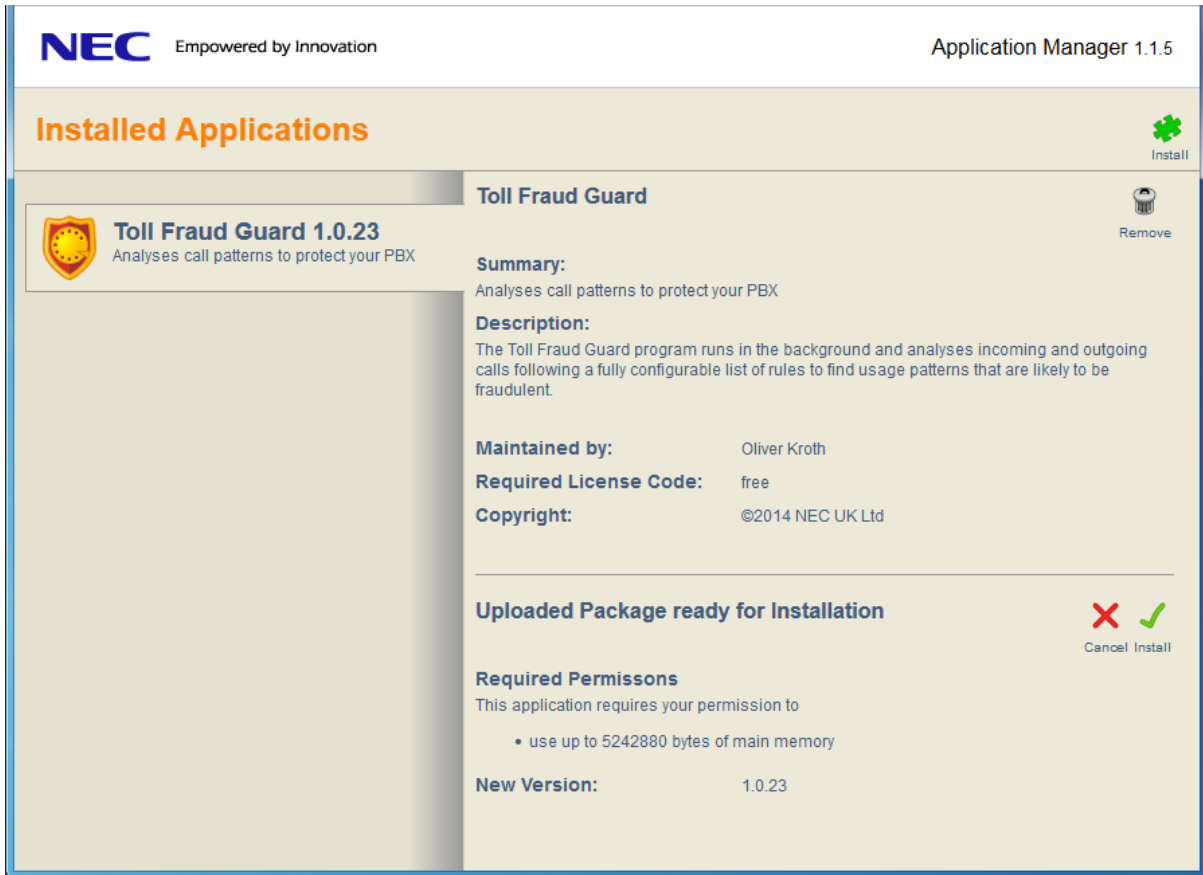 NEC Empowered by Innovation
Application Manager 1.1.5
Installed Applications
Install
Toll Fraud Guard 1.0.23
Analyses call patterns to protect your PBX
Toll Fraud Guard
Remove
Summary:
Analyses call patterns to protect your PBX
Description:
The Toll Fraud Guard program runs in the background and analyses incoming and outgoing
calls following a fully configurable list of rules to find usage patterns that are likely to be
fraudulent.
Maintained by: Oliver Kroth
Required License Code: free
Copyright: ©2014 NEC UK Ltd
Uploaded Package ready for Installation
Cancel Install
Required Permissons
This application requires your permission to
• use up to 5242880 bytes of main memory
New Version: 1.0.23